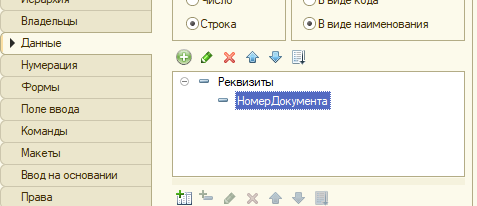 Иерархия
Владельцы
Данные
Нумерация
Формы
Поле ввода
Команды
Макеты
Ввод на основании
Права
Число
В виде кода
Строка
В виде наименования
Реквизиты
НомерДокумента